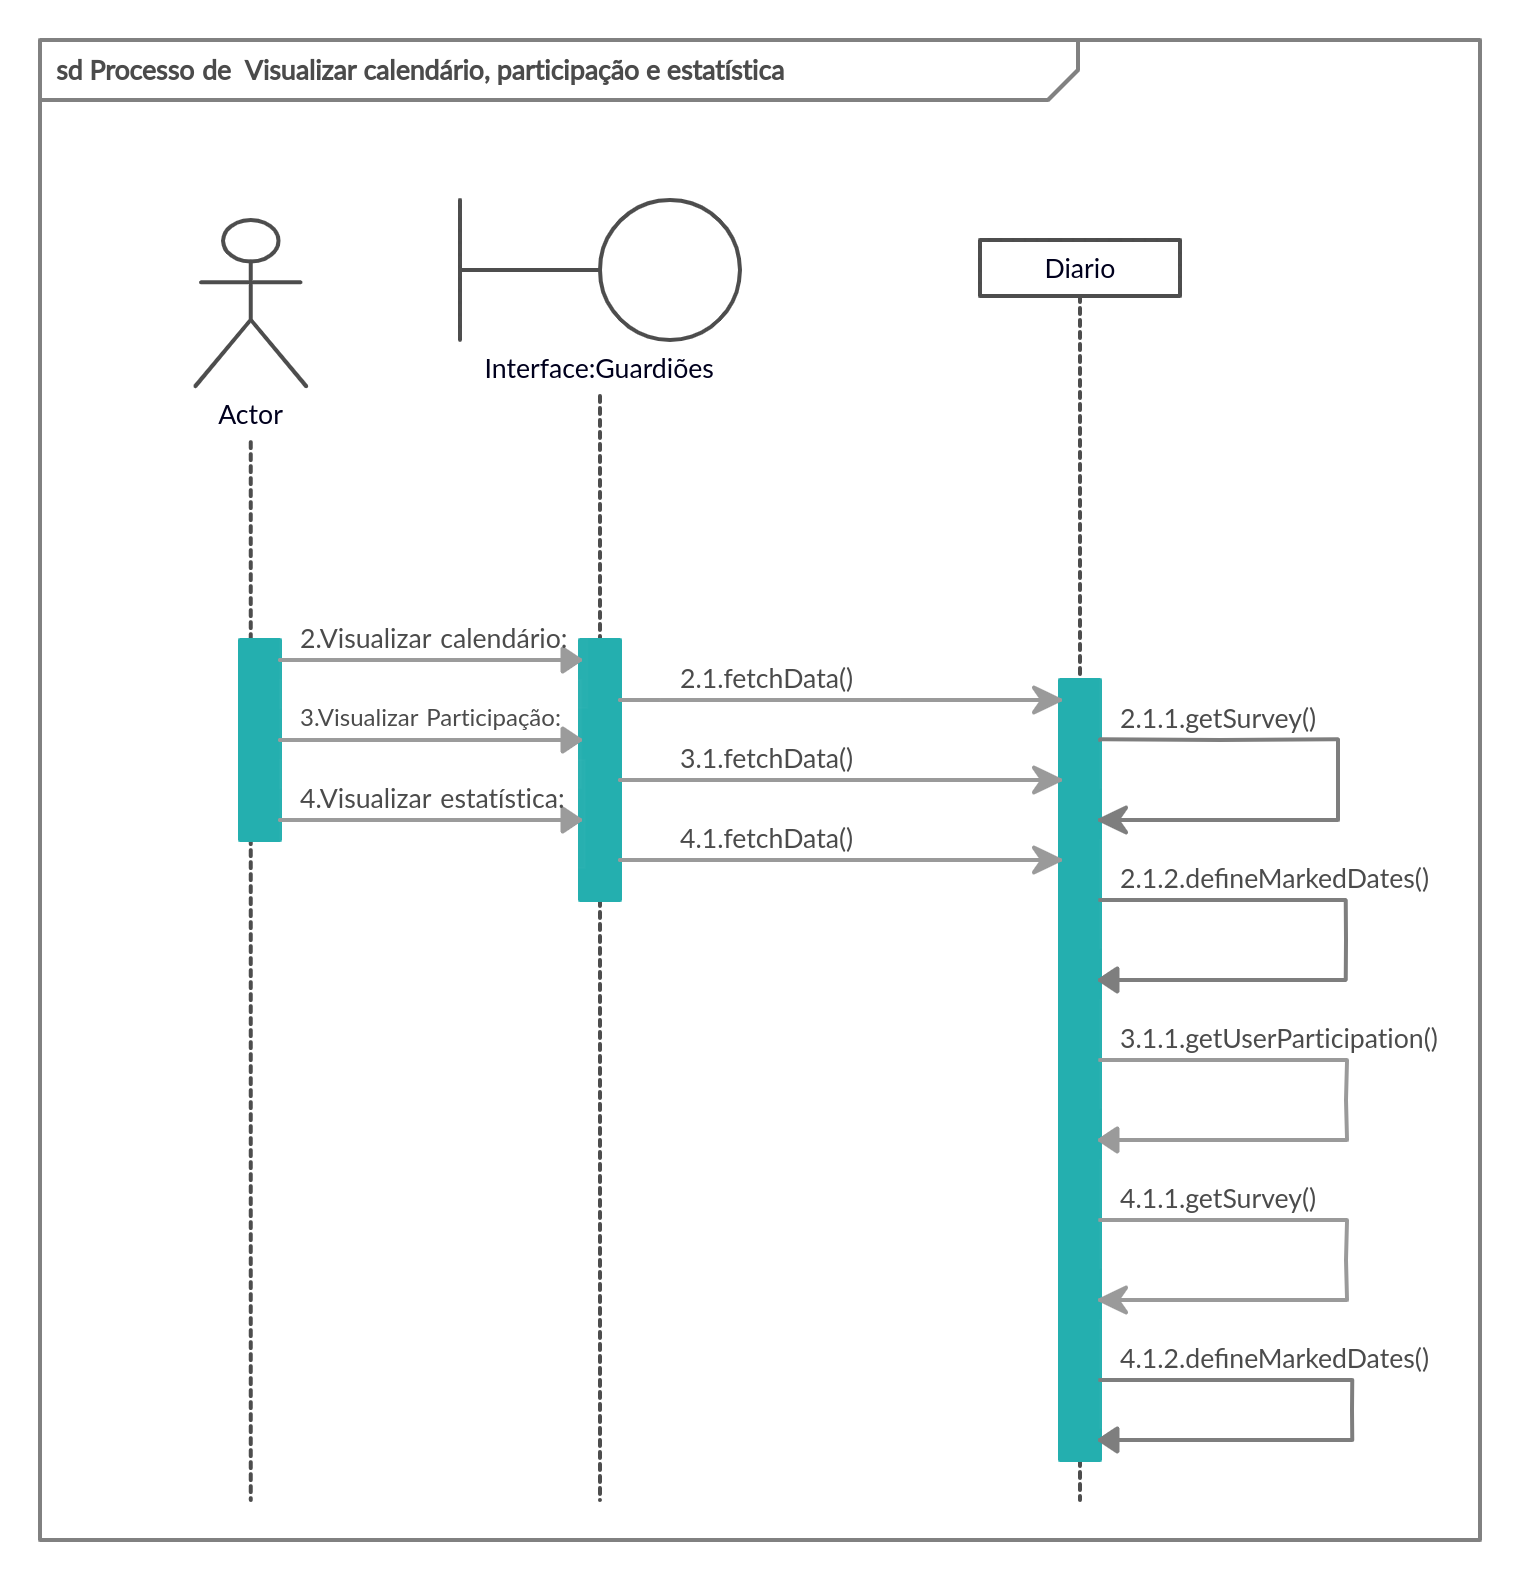 sd Processo de  Visualizar calendário, participação e estatística
Diario
Interface:Guardiões
Actor
2.Visualizar calendário:
2.1.fetchData()
3.Visualizar Participação:
2.1.1.getSurvey()
3.1.fetchData()
4.Visualizar estatística:
4.1.fetchData()
2.1.2.defineMarkedDates()
3.1.1.getUserParticipation()
4.1.1.getSurvey()
4.1.2.defineMarkedDates()